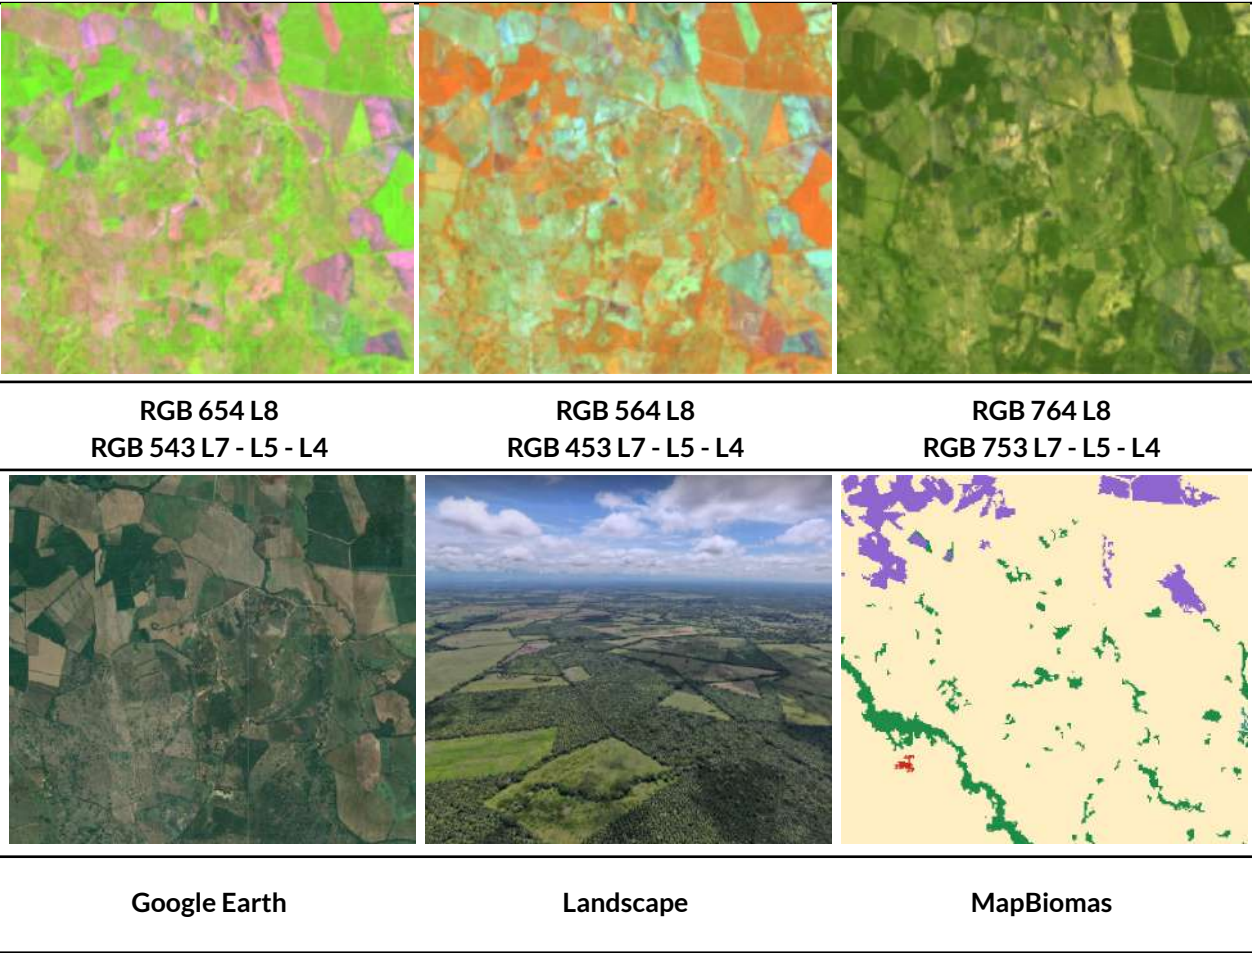 RGB 654 L8
RGB 543 L7 - L5 - L4
RGB 564 L8
RGB 453 L7 - L5 - L4
RGB 764 L8
RGB 753 L7 - L5 - L4
Google Earth
Landscape
MapBiomas